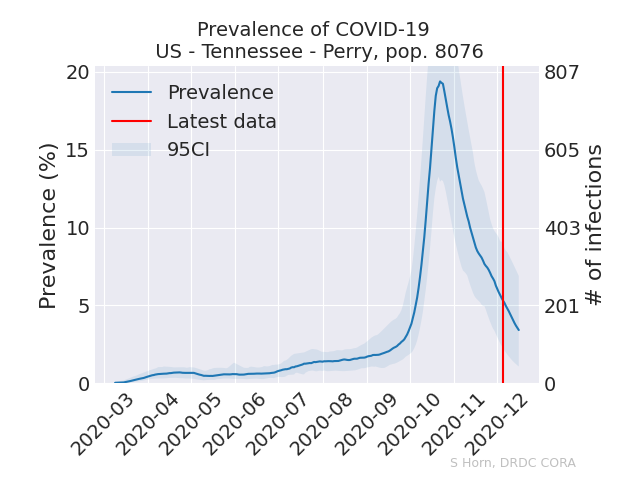 Prevalence of COVID-19
US - Tennessee - Perry, pop. 8076
Prevalence
Latest data
95CI
Prevalence (%)
20
15
10
5
0
807
605
403
201
0
# of infections
2020-03
2020-04
2020-05
2020-06
2020-07
2020-08
2020-09
2020-10
2020-11
2020-12
S Horn, DRDC CORA